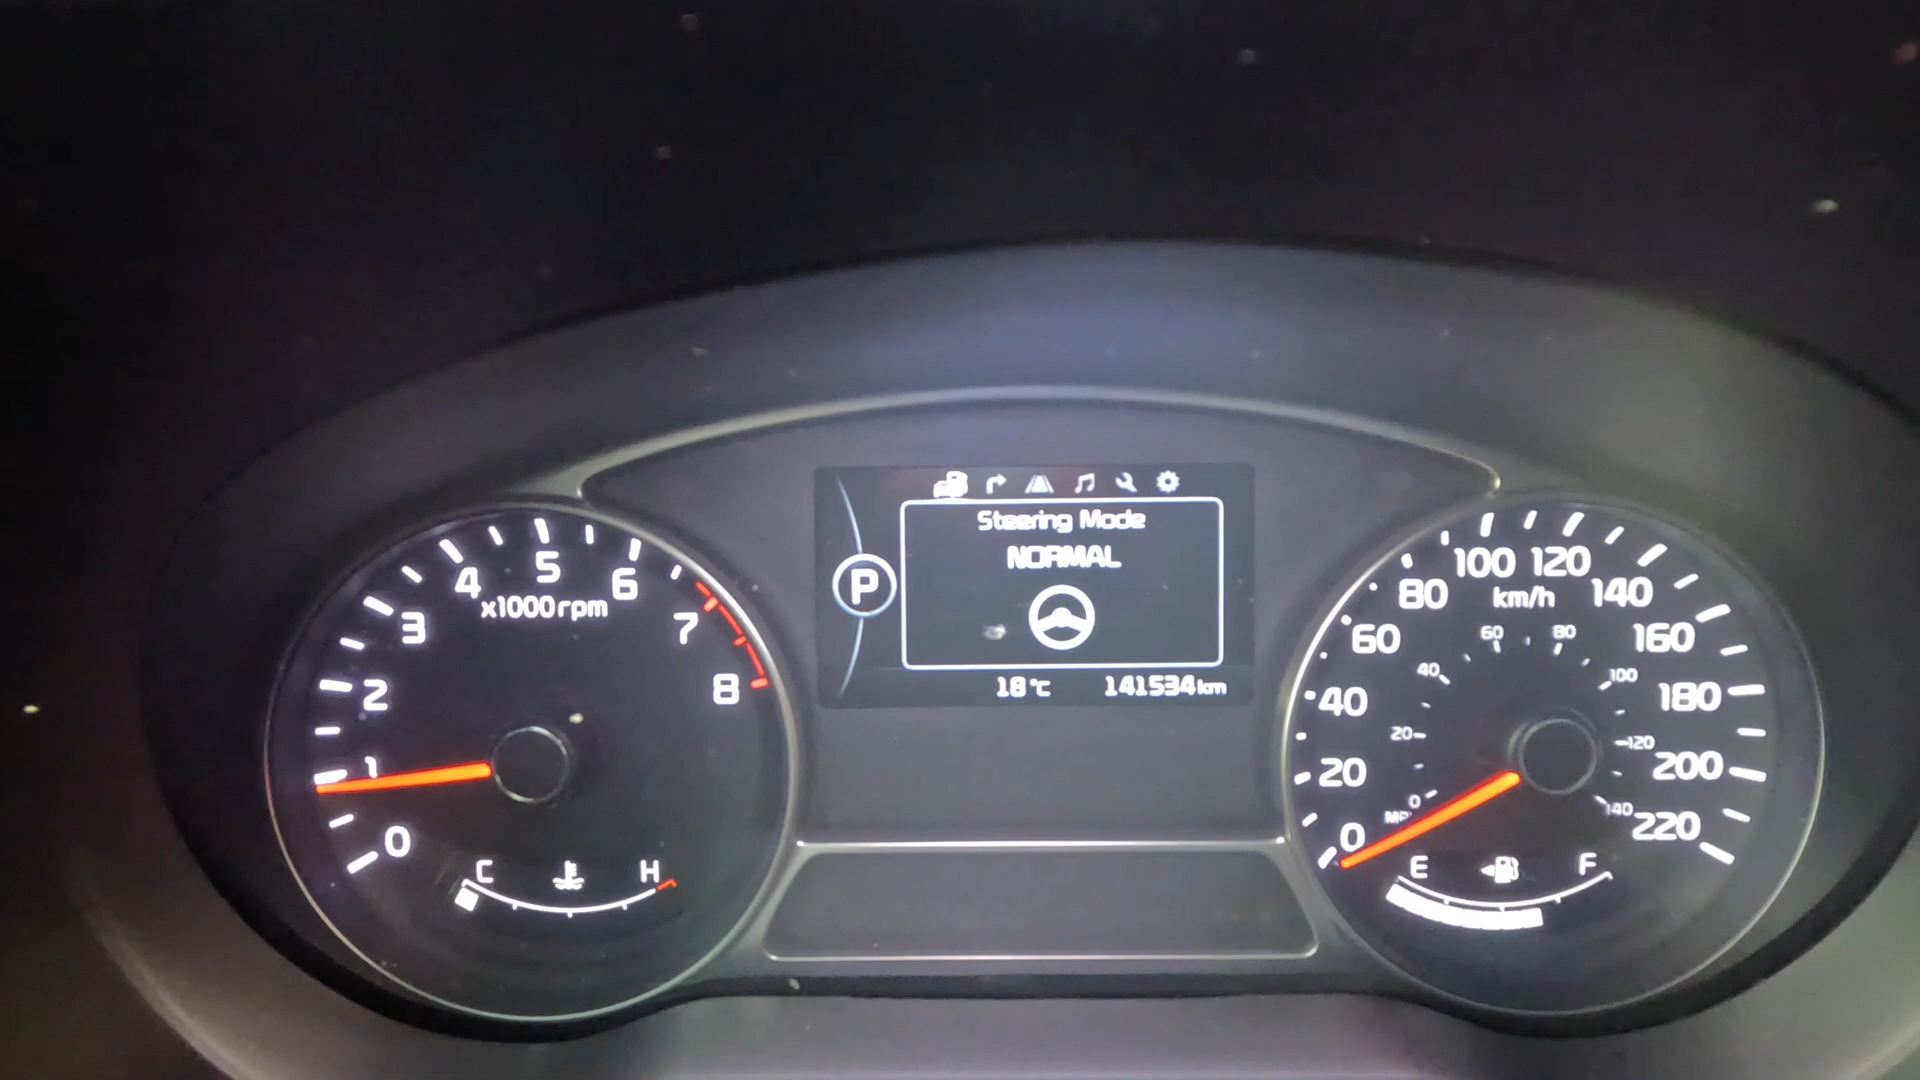 Steering Mode
NORMAL
P
18°C 141534km
0 1 2 3 4 5 6 7 8
x1000rpm
C H
0 20 40 60 80 100 120 140 160 180 200 220
km/h
0 20 40 60 80 100 120 140
E F